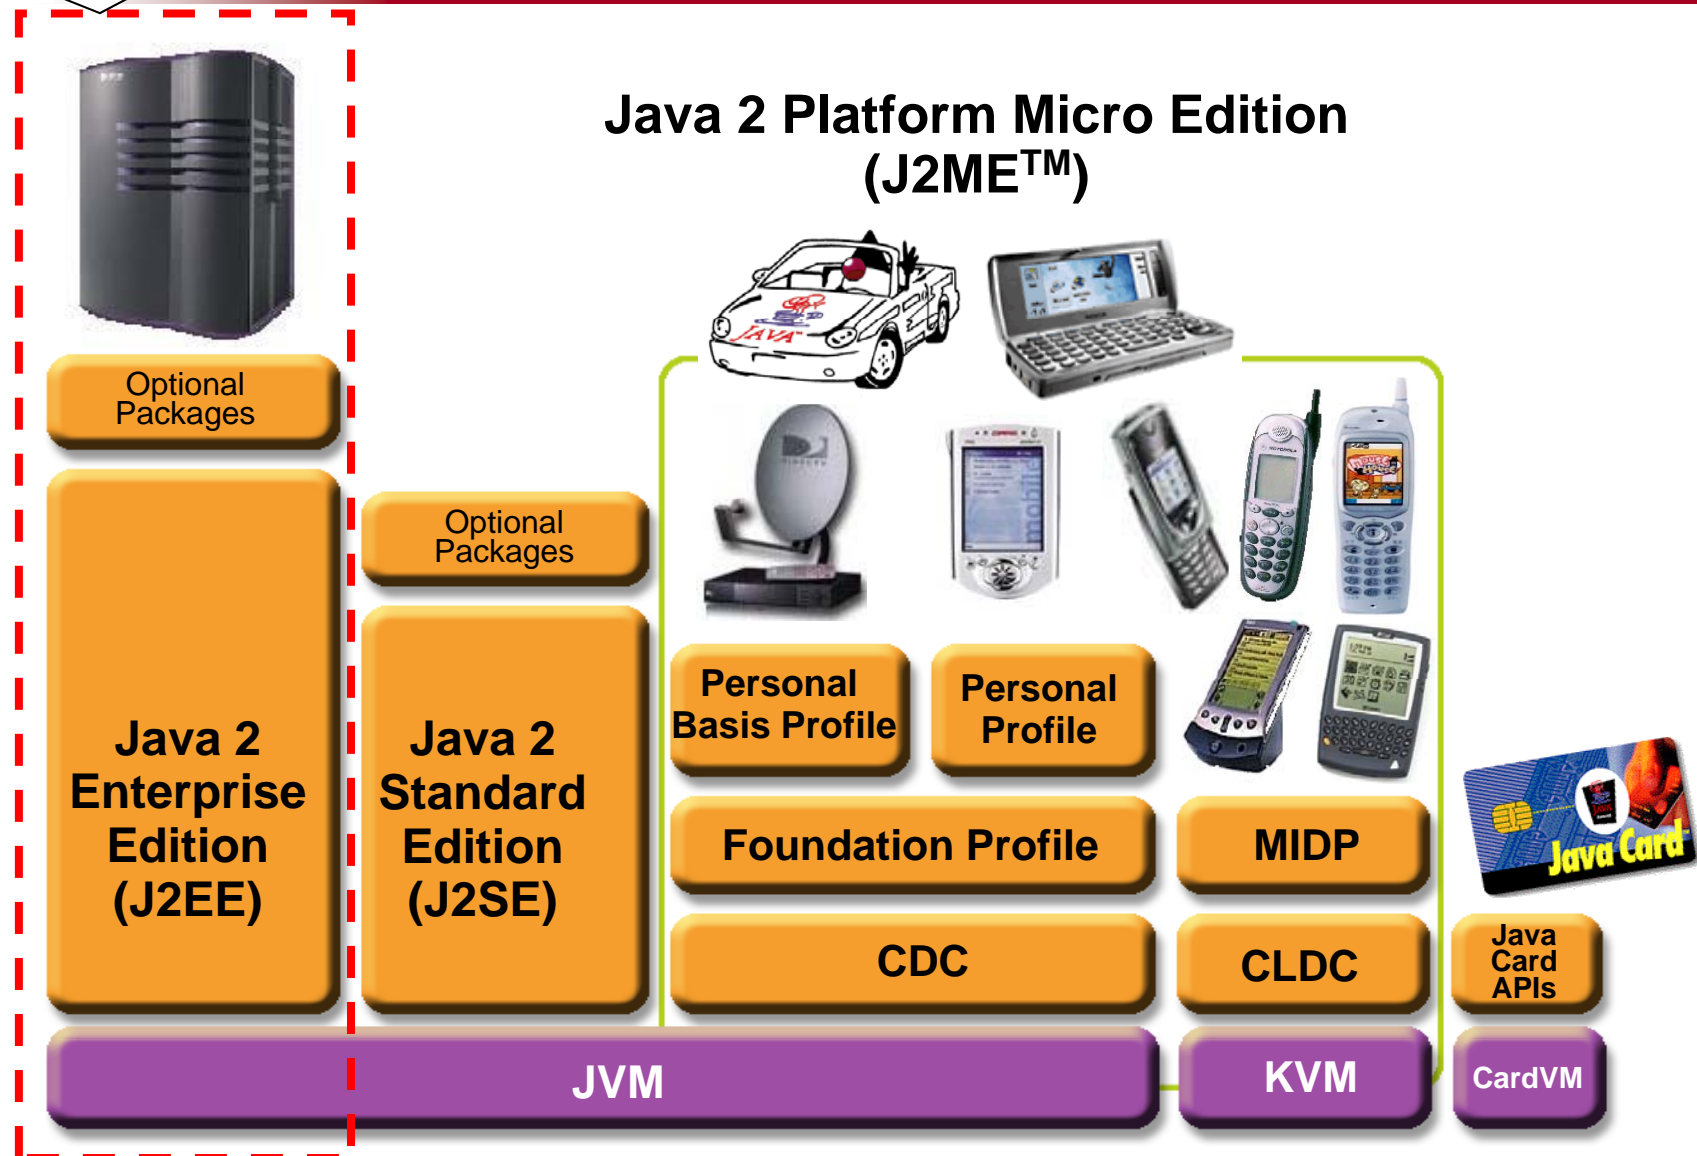 Java 2 Platform Micro Edition
(J2ME™)
JAVA
DIRECTV
Optional
Packages
Optional
Packages
Java 2
Enterprise
Edition
(J2EE)
Java 2
Standard
Edition
(J2SE)
Personal
Basis Profile
Personal
Profile
Foundation Profile
MIDP
Java Card
CDC
CLDC
Java
Card
APIs
JVM
KVM
CardVM